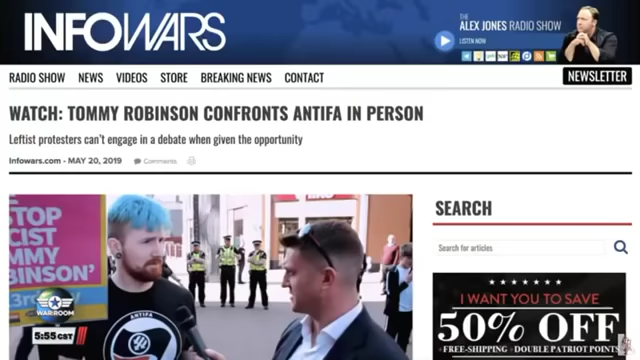 INFOWARS
THE
ALEX JONES RADIO SHOW
LISTEN NOW
RADIO SHOW NEWS VIDEOS STORE BREAKING NEWS CONTACT
NEWSLETTER
WATCH: TOMMY ROBINSON CONFRONTS ANTIFA IN PERSON
Leftist protesters can't engage in a debate when given the opportunity
Infowars.com - MAY 20, 2019 Comments
STOP
CIST
MMY
BINSON'
WAR ROOM
5:55 CST
ANTIFA
SEARCH
Search for articles
I WANT YOU TO SAVE
50% OFF
+FREE-SHIPPING + DOUBLE PATRIOT POINTS